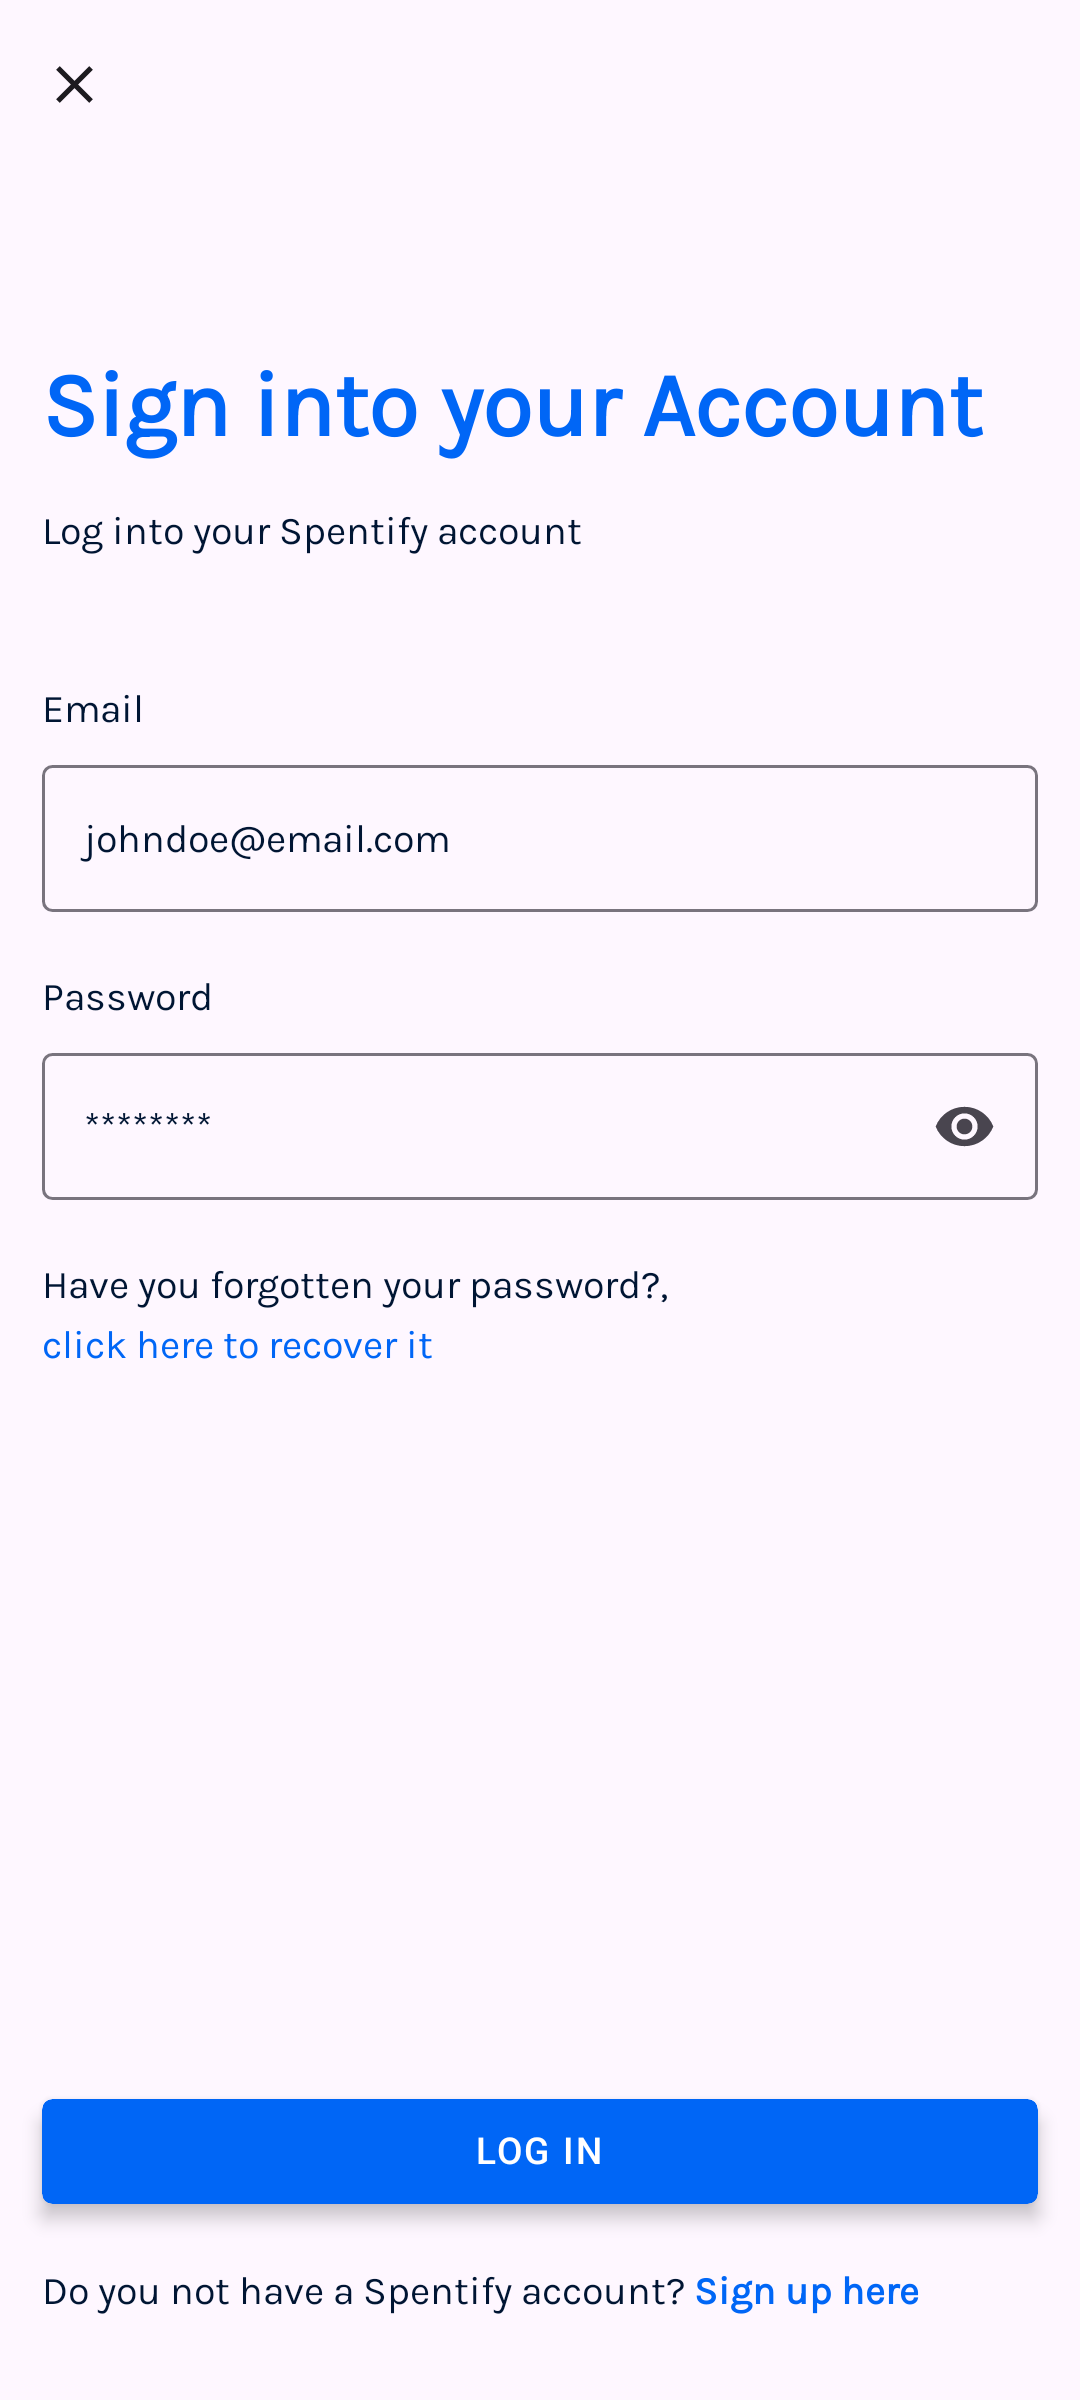 Sign into your Account
Log into your Spentify account
Email
johndoe@email.com
Password
********
Have you forgotten your password?,
click here to recover it
LOG IN
Do you not have a Spentify account? Sign up here